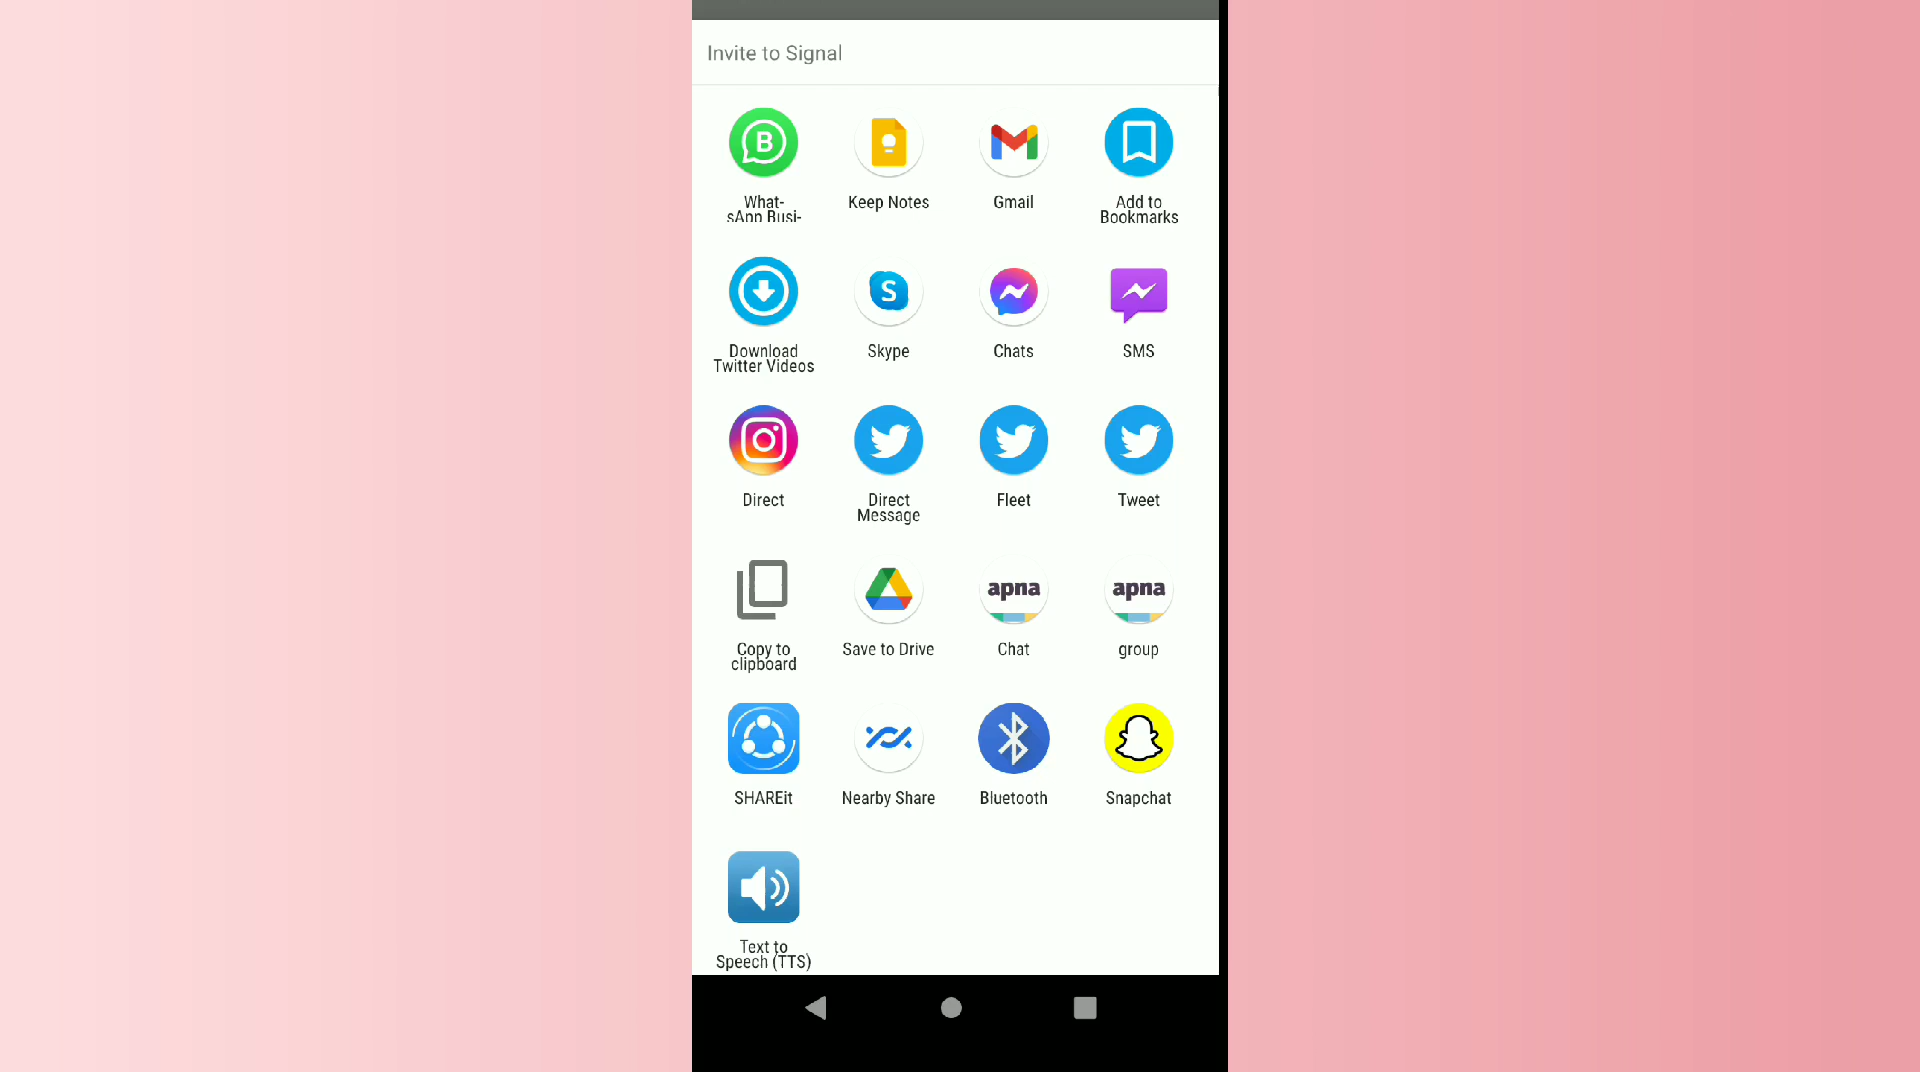 Invite to Signal
B
What-
sApp Busi-
Keep Notes
Gmail
Add to
Bookmarks
Download
Twitter Videos
S
Skype
Chats
SMS
Direct
Direct
Message
Fleet
Tweet
Copy to
clipboard
Save to Drive
apna
Chat
apna
group
SHAREit
Nearby Share
Bluetooth
Snapchat
Text to
Speech (TTS)